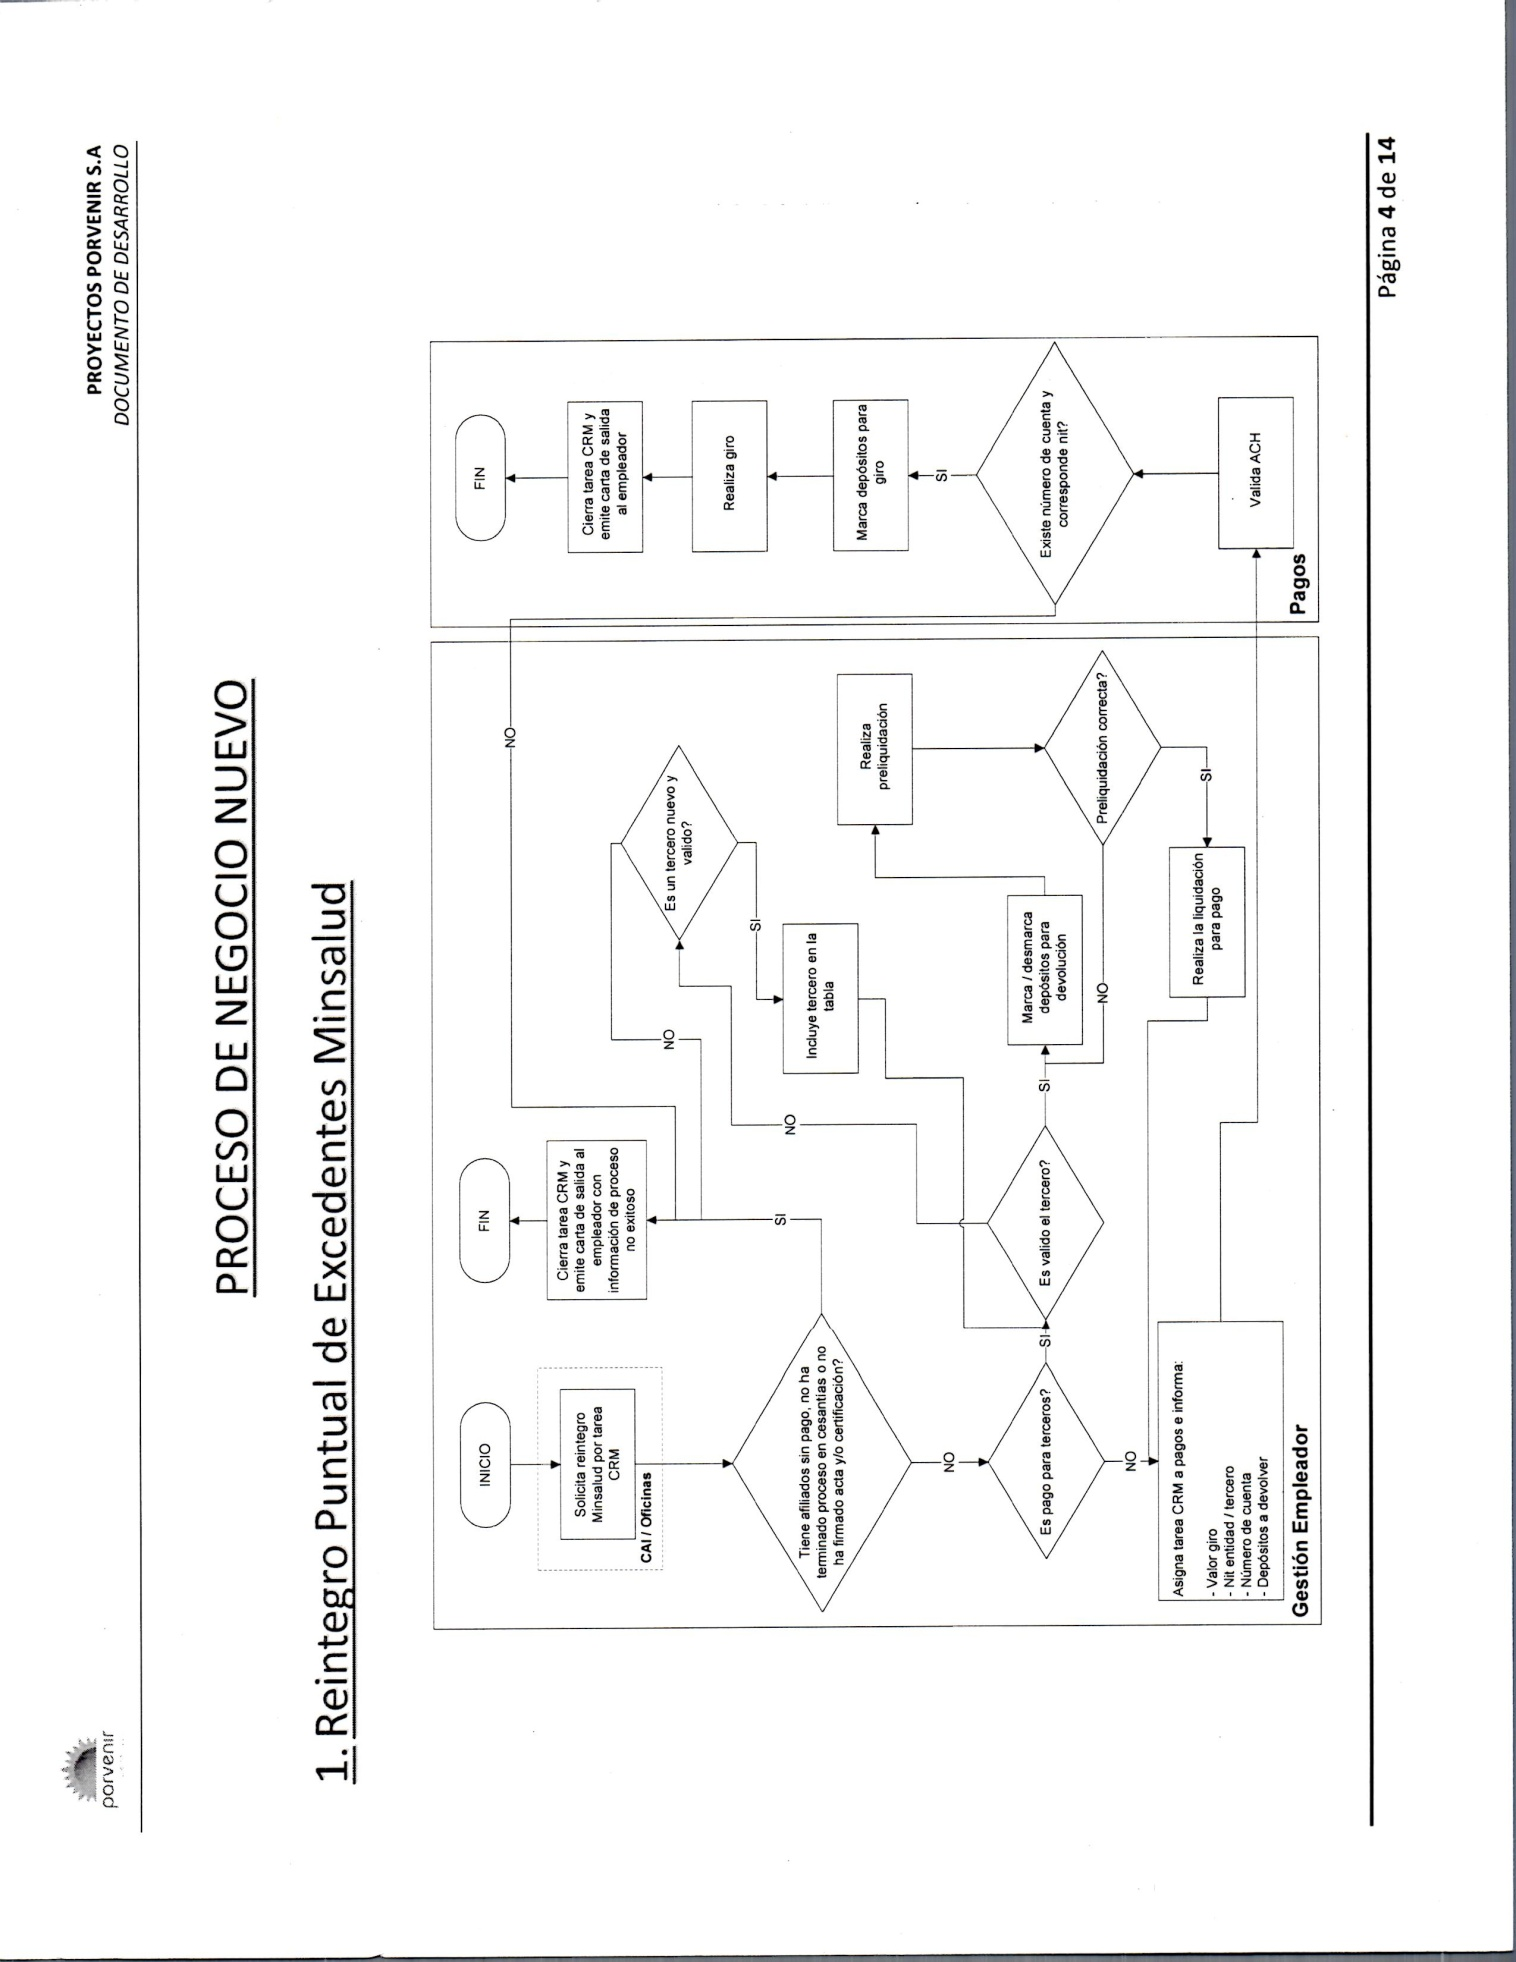 porvenir
PROYECTOS PORVENIR S.A
DOCUMENTO DE DESARROLLO
PROCESO DE NEGOCIO NUEVO
1. Reintegro Puntual de Excedentes Minsalud
INICIO
Solicita reintegro
Minsalud por tarea
CRM
CAI / Oficinas
Tiene afiliados sin pago, no ha
terminado proceso en cesantias o no
ha firmado acta y/o certificación?
SI
NO
Es pago para terceros?
SI
NO
Asigna tarea CRM a pagos e informa:
- Valor giro
- Nit entidad / tercero
- Número de cuenta
- Depósitos a devolver
Gestión Empleador
FIN
Cierra tarea CRM y
emite carta de salida al
empleador con
información de proceso
no exitoso
Es valido el tercero?
NO
SI
Es un tercero nuevo y
valido?
NO
SI
Incluye tercero en la
tabla
Marca / desmarca
depósitos para
devolución
Realiza
preliquidación
Preliquidación correcta?
NO
SI
Realiza la liquidación
para pago
NO
FIN
Cierra tarea CRM y
emite carta de salida
al empleador
Realiza giro
Marca depósitos para
giro
SI
Existe número de cuenta y
corresponde nit?
Valida ACH
Pagos
Página 4 de 14